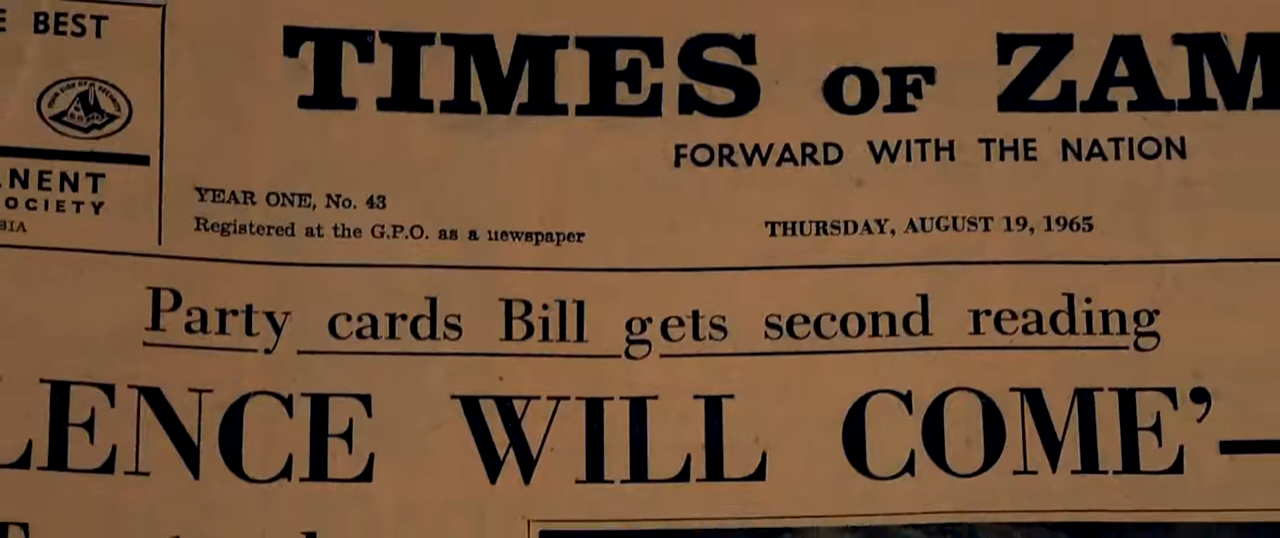 E BEST
NENT
OCIETY
BIA
TIMES OF ZAM
FORWARD WITH THE NATION
YEAR ONE, No. 43
Registered at the G.P.O. as a newspaper
THURSDAY, AUGUST 19, 1965
Party cards Bill gets second reading
LENCE WILL COME’—